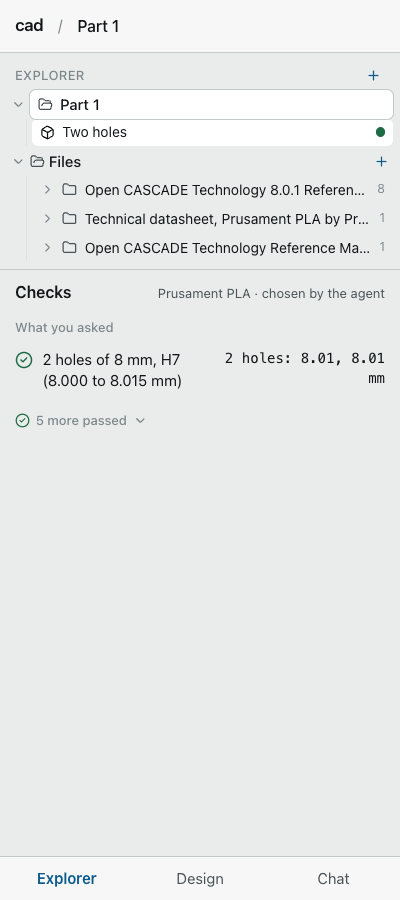 cad / Part 1
EXPLORER +
Part 1
Two holes
Files +
Open CASCADE Technology 8.0.1 Referen... 8
Technical datasheet, Prusament PLA by Pr... 1
Open CASCADE Technology Reference Ma... 1
Checks Prusament PLA · chosen by the agent
What you asked
2 holes of 8 mm, H7 2 holes: 8.01, 8.01
(8.000 to 8.015 mm) mm
5 more passed
Explorer Design Chat